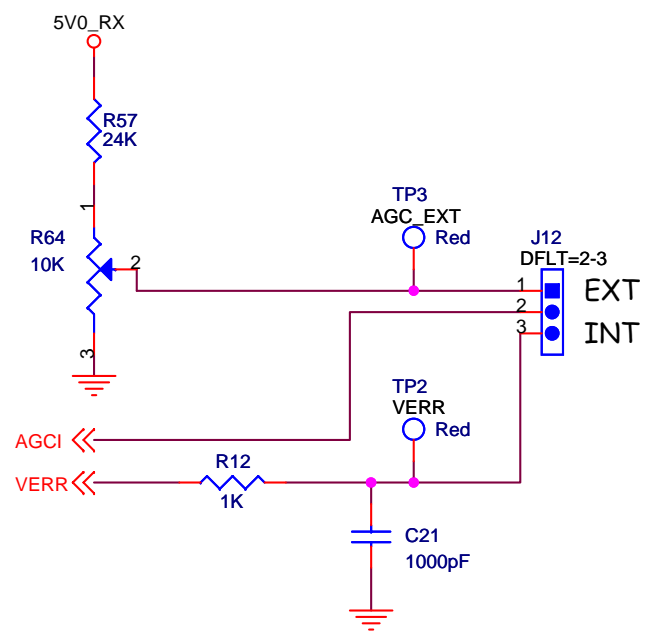 5V0_RX
R57
24K
1
R64
10K
2
3
TP3
AGC_EXT
Red
J12
DFLT=2-3
1
EXT
2
3
INT
TP2
VERR
Red
AGCI
VERR
R12
1K
C21
1000pF